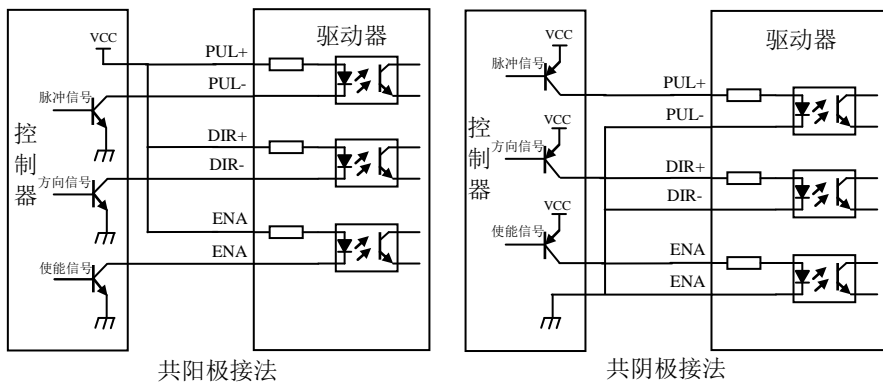 VCC
脉冲信号
方向信号
使能信号
控制器
驱动器
PUL+
PUL-
DIR+
DIR-
ENA
ENA
共阳极接法
VCC
脉冲信号
VCC
方向信号
VCC
使能信号
控制器
驱动器
PUL+
PUL-
DIR+
DIR-
ENA
ENA
共阴极接法